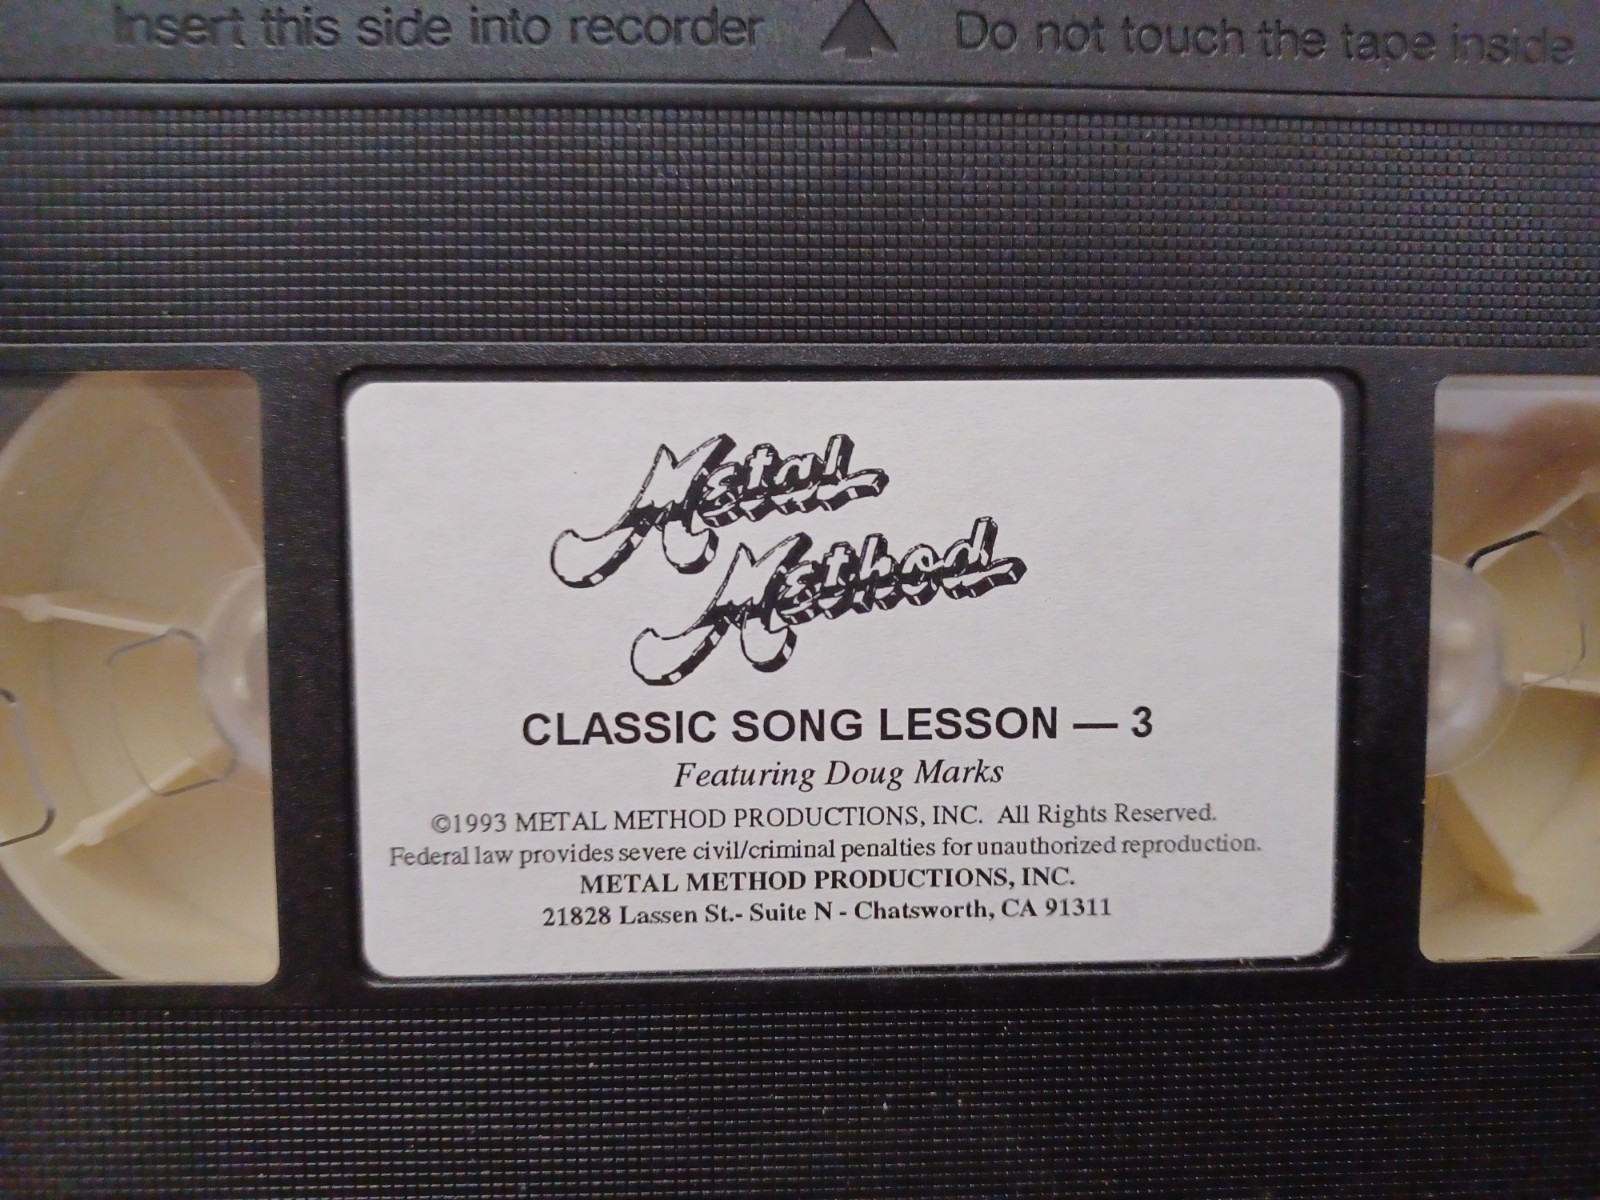 Insert this side into recorder Do not touch the tape inside
Metal
Method
CLASSIC SONG LESSON — 3
Featuring Doug Marks
©1993 METAL METHOD PRODUCTIONS, INC. All Rights Reserved.
Federal law provides severe civil/criminal penalties for unauthorized reproduction.
METAL METHOD PRODUCTIONS, INC.
21828 Lassen St.- Suite N - Chatsworth, CA 91311